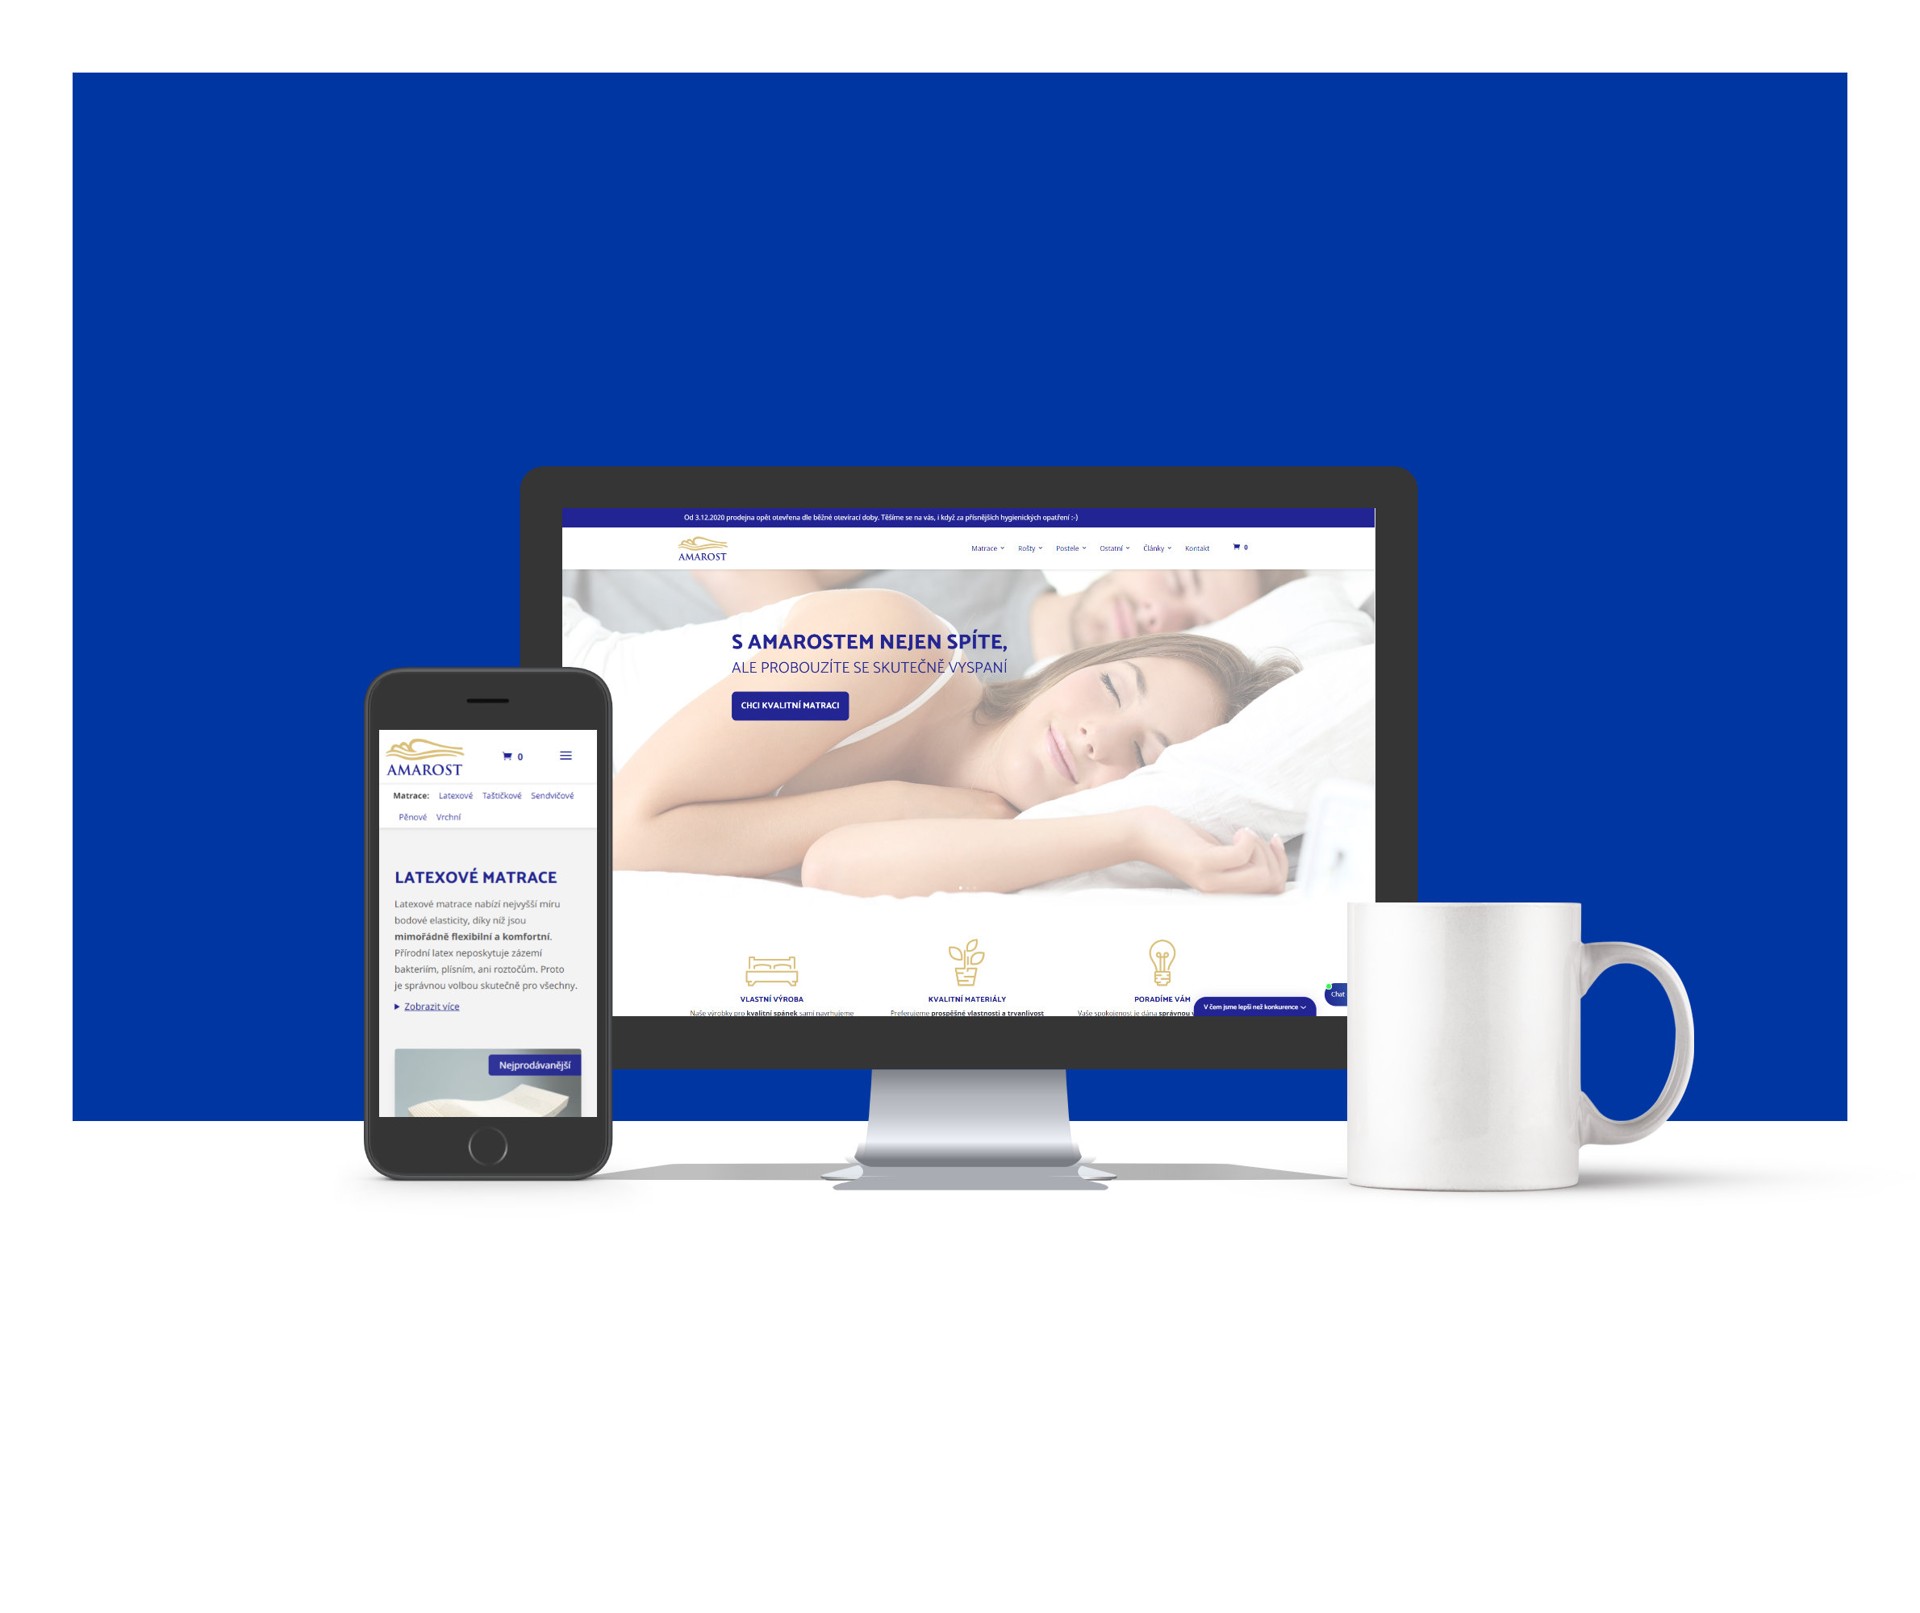 Od 3.12.2020 prodejna opět otevřena dle běžné otevírací doby. Těšíme se na vás, i když za přísnějších hygienických opatření :-)
AMAROST
Matrace Rošty Postele Ostatní Články Kontakt 0
S AMAROSTEM NEJEN SPÍTE,
ALE PROBOUZÍTE SE SKUTEČNĚ VYSPANÍ
CHCI KVALITNÍ MATRACI
VLASTNÍ VÝROBA
Naše výrobky pro kvalitní spánek sami navrhujeme
KVALITNÍ MATERIÁLY
Preferujeme prospěšné vlastnosti a trvanlivost
PORADÍME VÁM
Vaše spokojenost je dána správnou
V čem jsme lepší než konkurence
Chat
AMAROST
0
Matrace: Latexové Taštičkové Sendvičové
Pěnové Vrchní
LATEXOVÉ MATRACE
Latexové matrace nabízí nejvyšší míru
bodové elasticity, díky níž jsou
mimořádně flexibilní a komfortní.
Přírodní latex neposkytuje zázemí
bakteriím, plísním, ani roztočům. Proto
je správnou volbou skutečně pro všechny.
Zobrazit více
Nejprodávanější